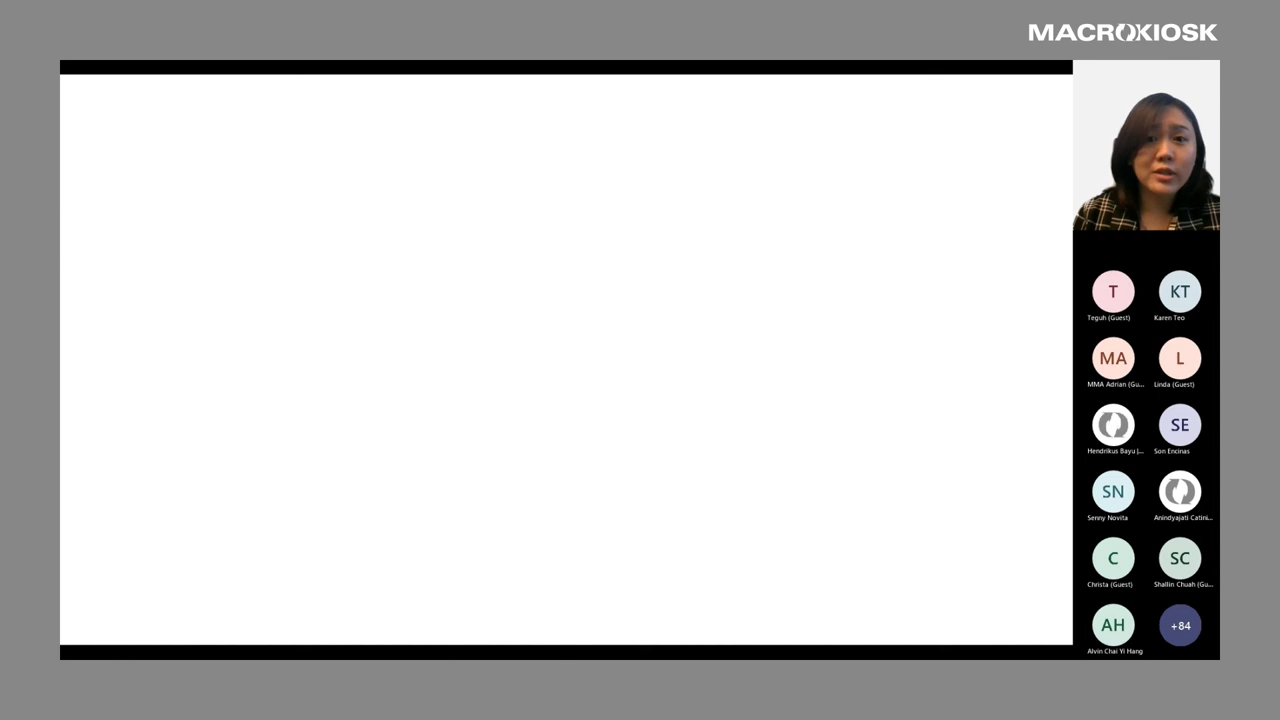 MACROKIOSK
T
KT
Teguh (Guest)
Karen Teo
MA
L
MMA Adrian (Gu...
Linda (Guest)
SE
Hendrikus Bayu |...
Son Encinas
SN
Senny Novita
Anindyajati Catini...
C
SC
Christa (Guest)
Shallin Chuah (Gu...
AH
+84
Alvin Chai Yi Hang